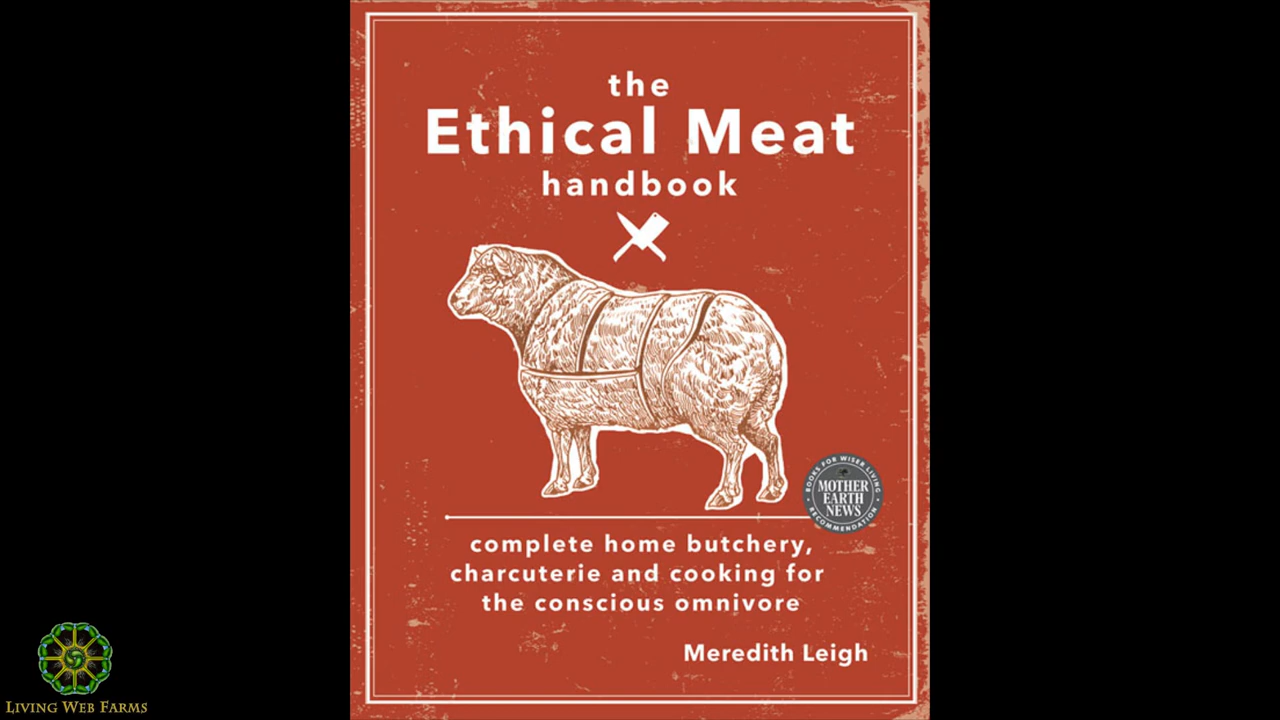 the
Ethical Meat
handbook
BOOKS FOR WISER LIVING
MOTHER
EARTH
NEWS
RECOMMENDATION
complete home butchery,
charcuterie and cooking for
the conscious omnivore
Meredith Leigh
LIVING WEB FARMS